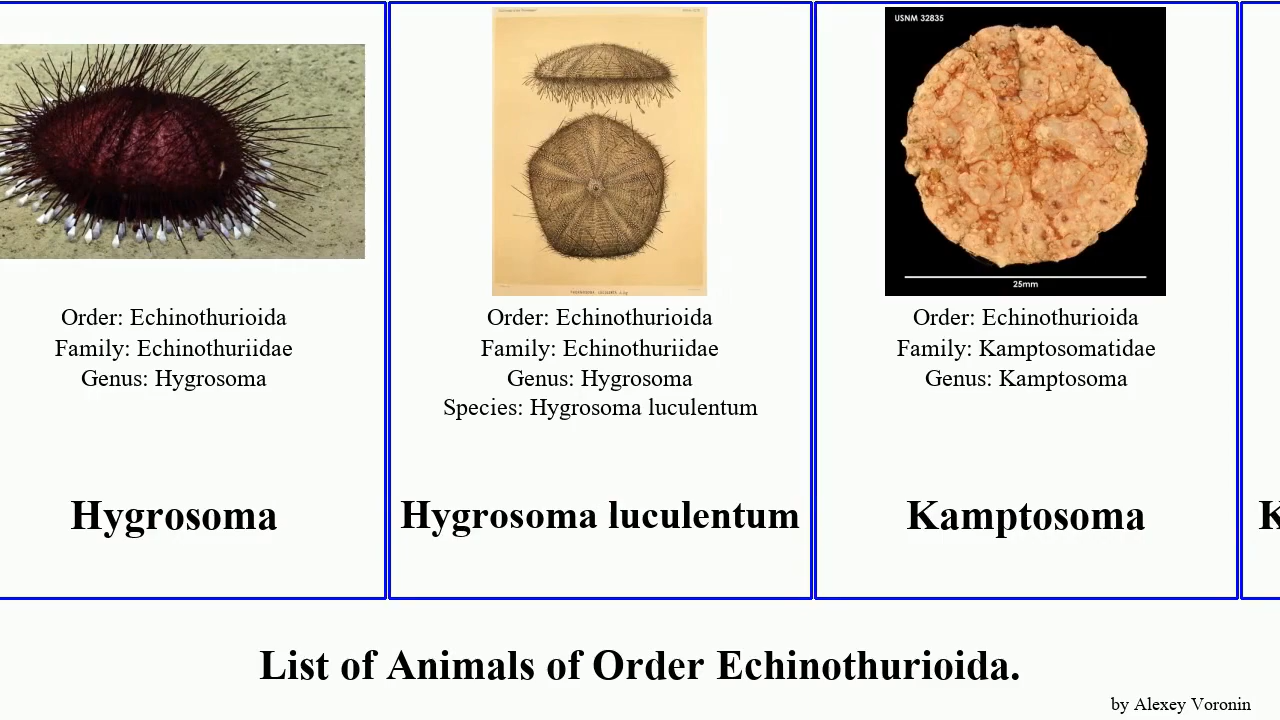 USNM 32835
25mm
Order: Echinothurioida
Family: Echinothuriidae
Genus: Hygrosoma
Hygrosoma
Order: Echinothurioida
Family: Echinothuriidae
Genus: Hygrosoma
Species: Hygrosoma luculentum
Hygrosoma luculentum
Order: Echinothurioida
Family: Kamptosomatidae
Genus: Kamptosoma
Kamptosoma
K
List of Animals of Order Echinothurioida.
by Alexey Voronin